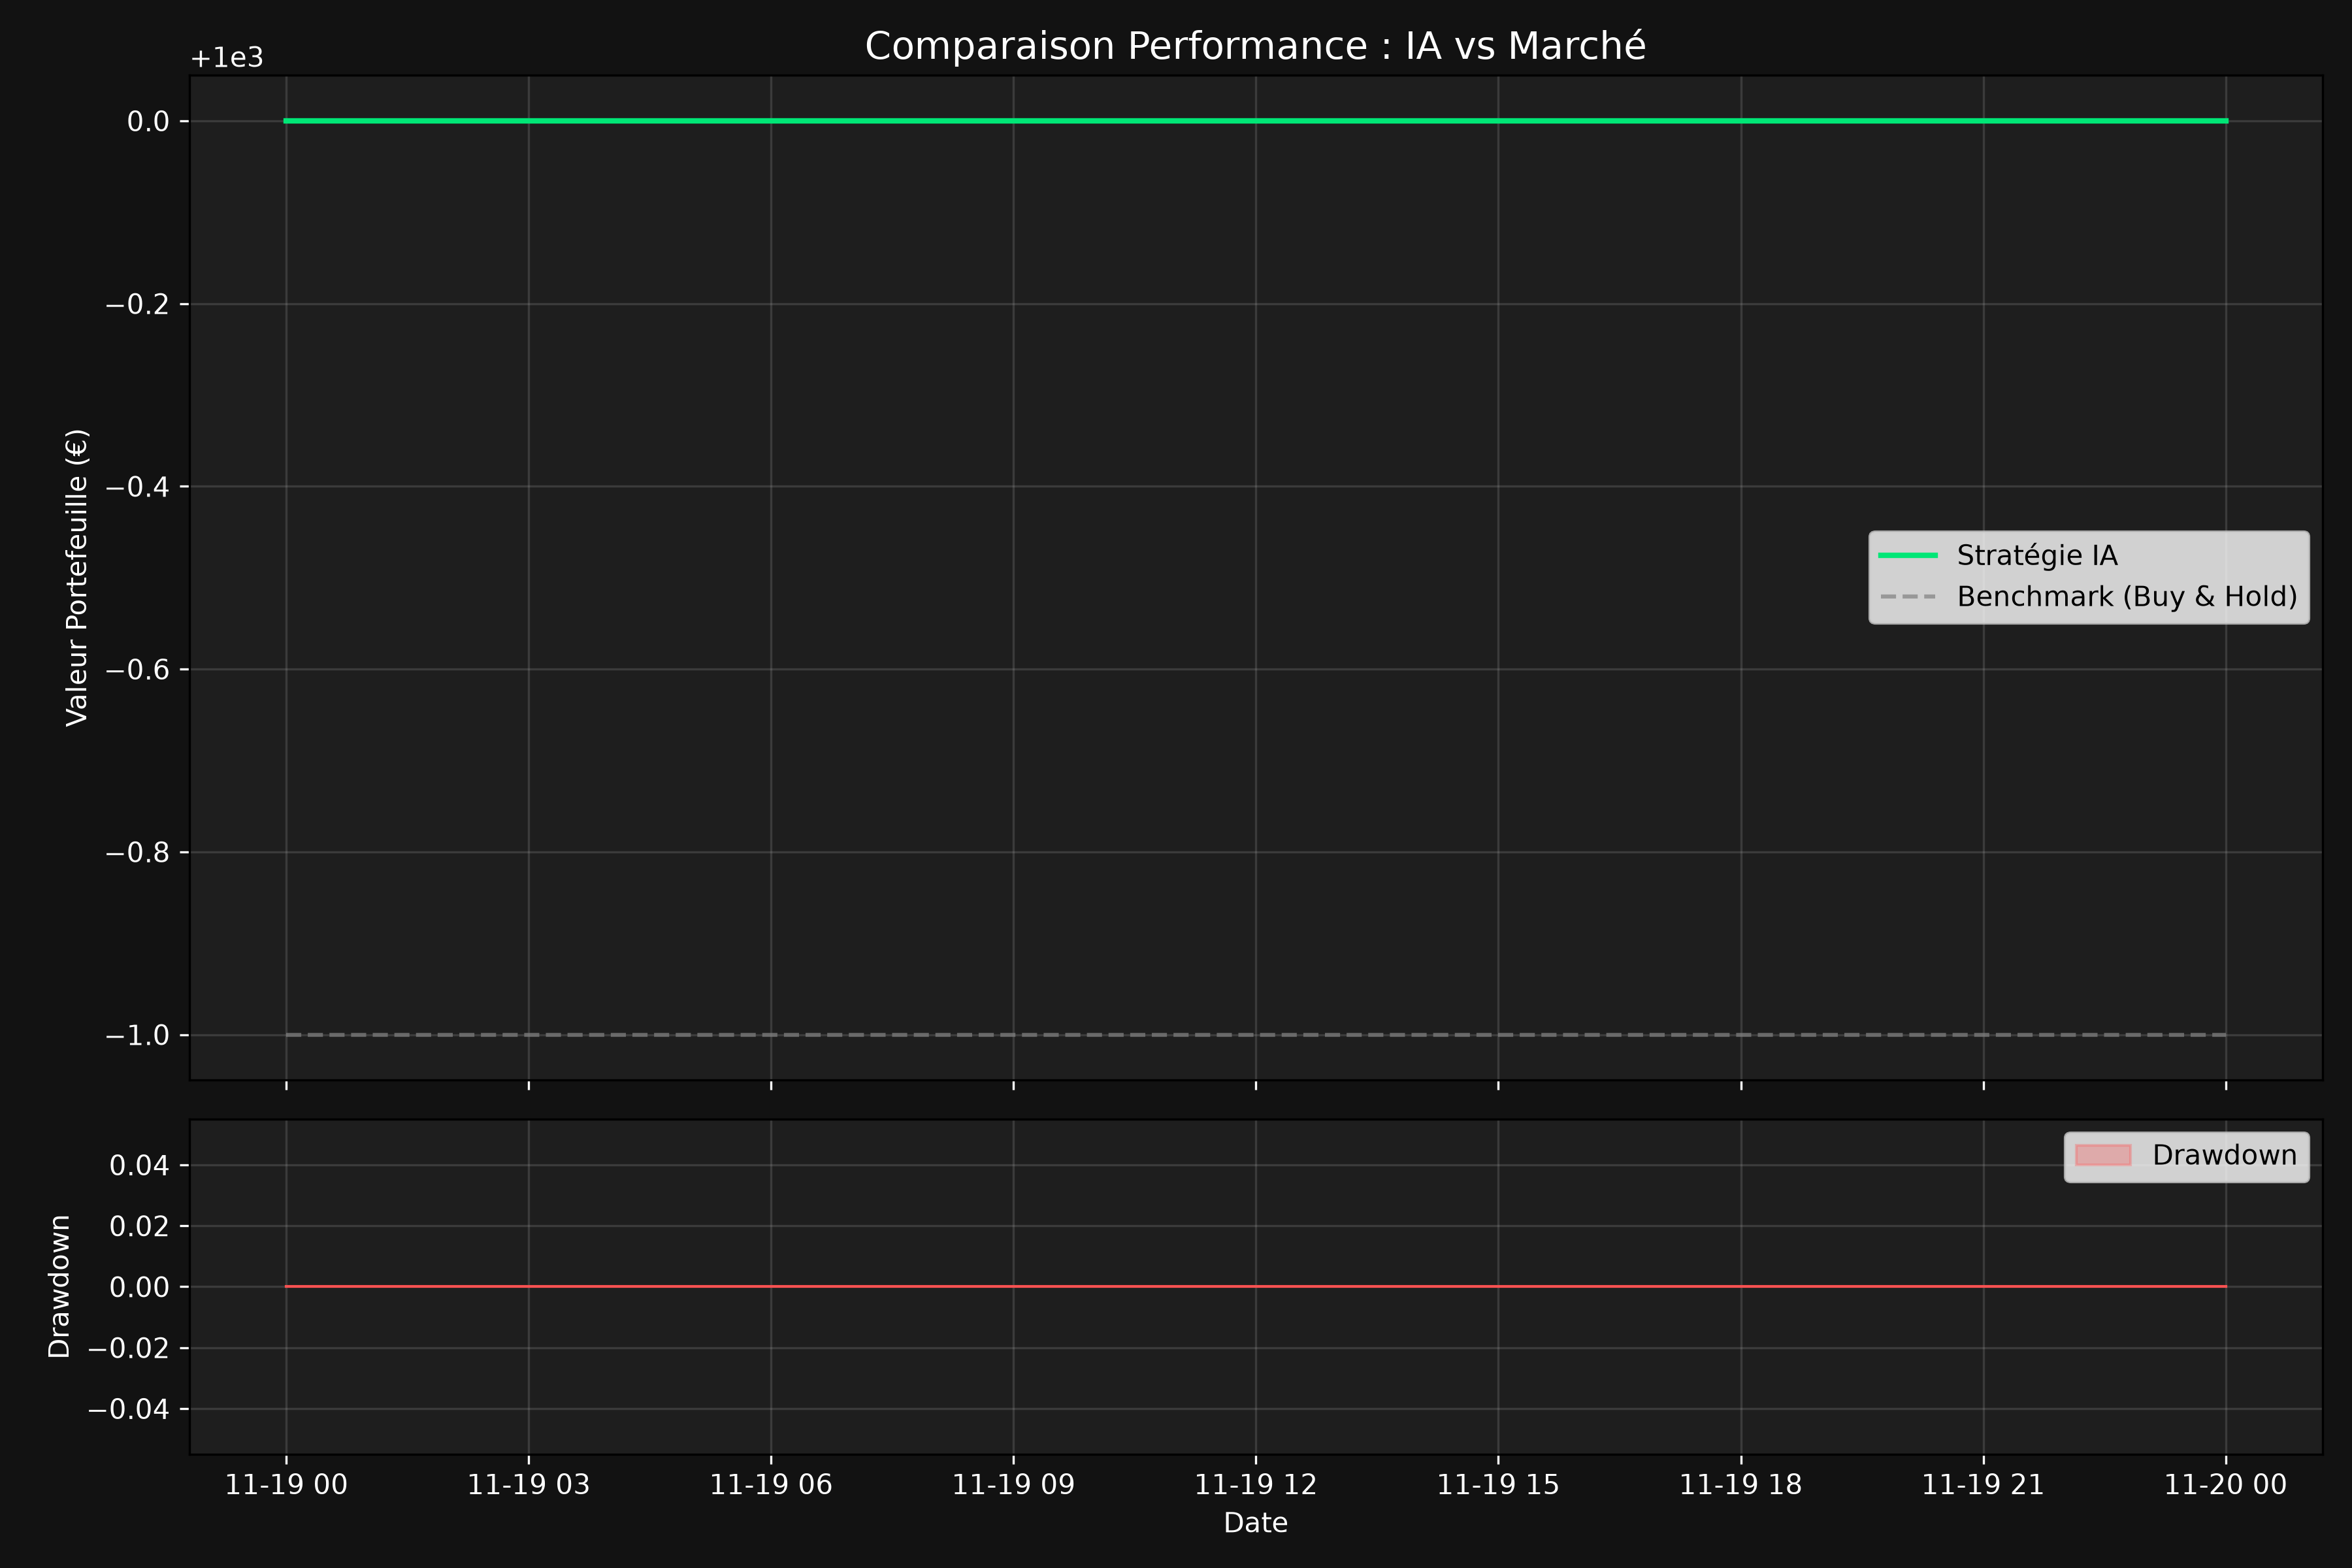 Comparaison Performance : IA vs Marché
+1e3
0.0
−0.2
−0.4
−0.6
−0.8
−1.0
Valeur Portefeuille (€)
Stratégie IA
Benchmark (Buy & Hold)
0.04
0.02
0.00
−0.02
−0.04
Drawdown
Drawdown
11-19 00 11-19 03 11-19 06 11-19 09 11-19 12 11-19 15 11-19 18 11-19 21 11-20 00
Date